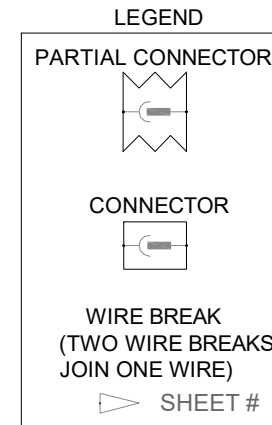 LEGEND
PARTIAL CONNECTOR
CONNECTOR
WIRE BREAK
(TWO WIRE BREAKS
JOIN ONE WIRE)
SHEET #